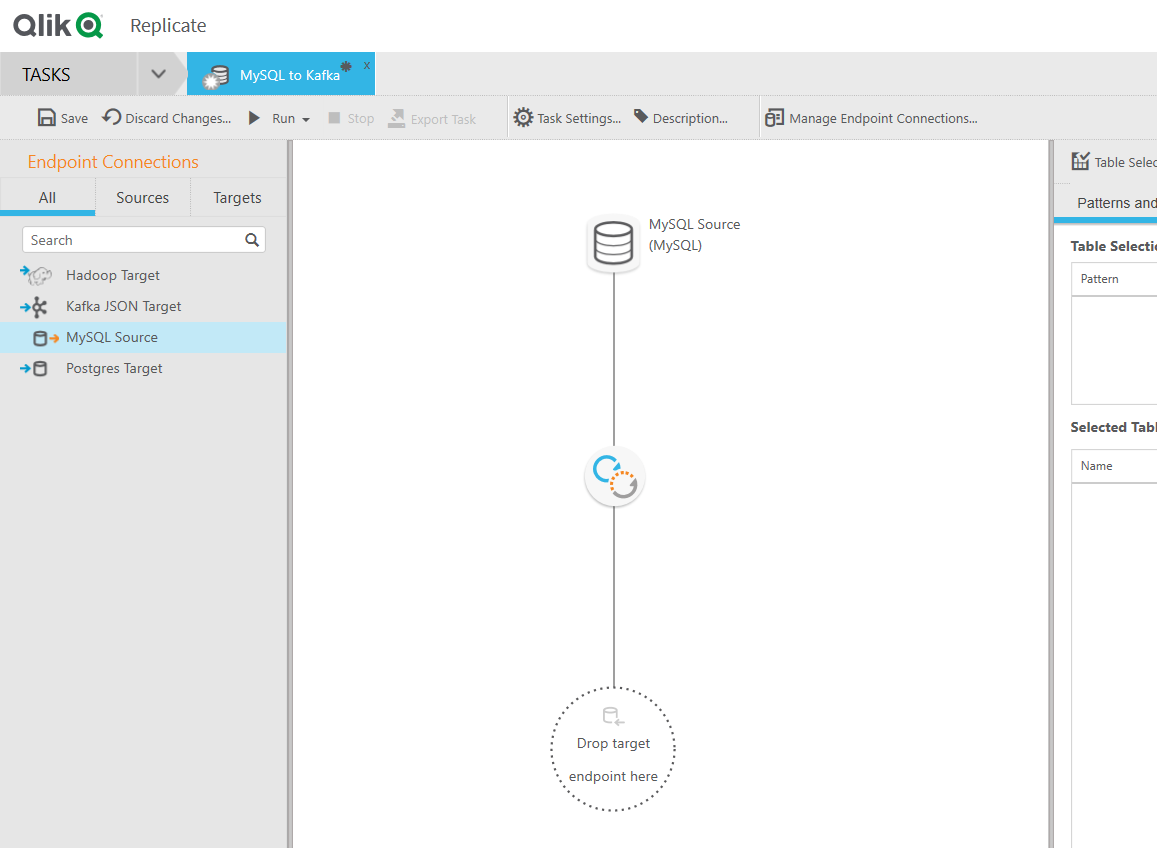 Qlik Replicate
TASKS MySQL to Kafka x
Save Discard Changes... Run Stop Export Task Task Settings... Description... Manage Endpoint Connections...
Endpoint Connections
All Sources Targets
Search
Hadoop Target
Kafka JSON Target
MySQL Source
Postgres Target
MySQL Source
(MySQL)
Drop target
endpoint here
Table Selec
Patterns and
Table Selectio
Pattern
Selected Tabl
Name